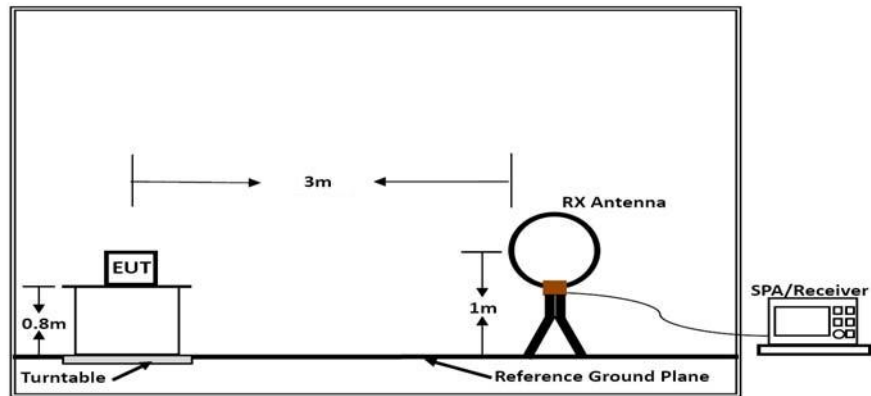 3m
RX Antenna
EUT
SPA/Receiver
0.8m
1m
Turntable
Reference Ground Plane